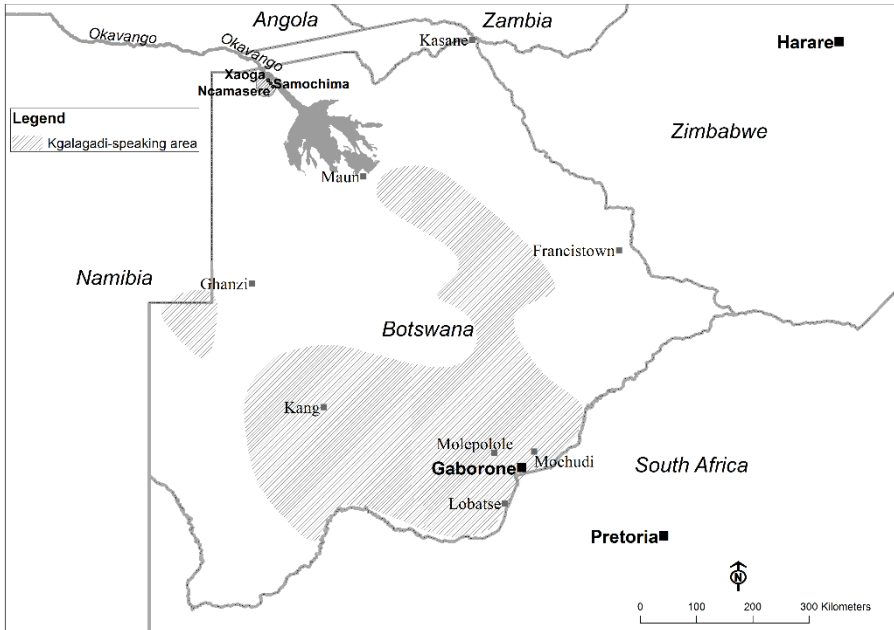 Angola
Zambia
Okavango
Okavango
Kasane
Harare
Xaoga
Samochima
Ncamasere
Legend
Kgalagadi-speaking area
Zimbabwe
Maun
Francistown
Namibia
Ghanzi
Botswana
Kang
Molepolole
Mochudi
Gaborone
South Africa
Lobatse
Pretoria
N
0 100 200 300 Kilometers